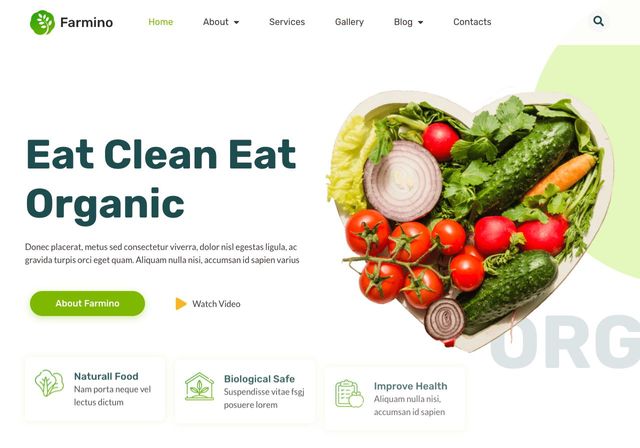 Farmino
Home
About
Services
Gallery
Blog
Contacts
Eat Clean Eat
Organic
Donec placerat, metus sed consectetur viverra, dolor nisl egestas ligula, ac
gravida turpis orci eget quam. Aliquam nulla nisi, accumsan id sapien varius
About Farmino
Watch Video
ORG
Naturall Food
Nam porta neque vel
lectus dictum
Biological Safe
Suspendisse vitae fsgj
posuere lorem
Improve Health
Aliquam nulla nisi,
accumsan id sapien